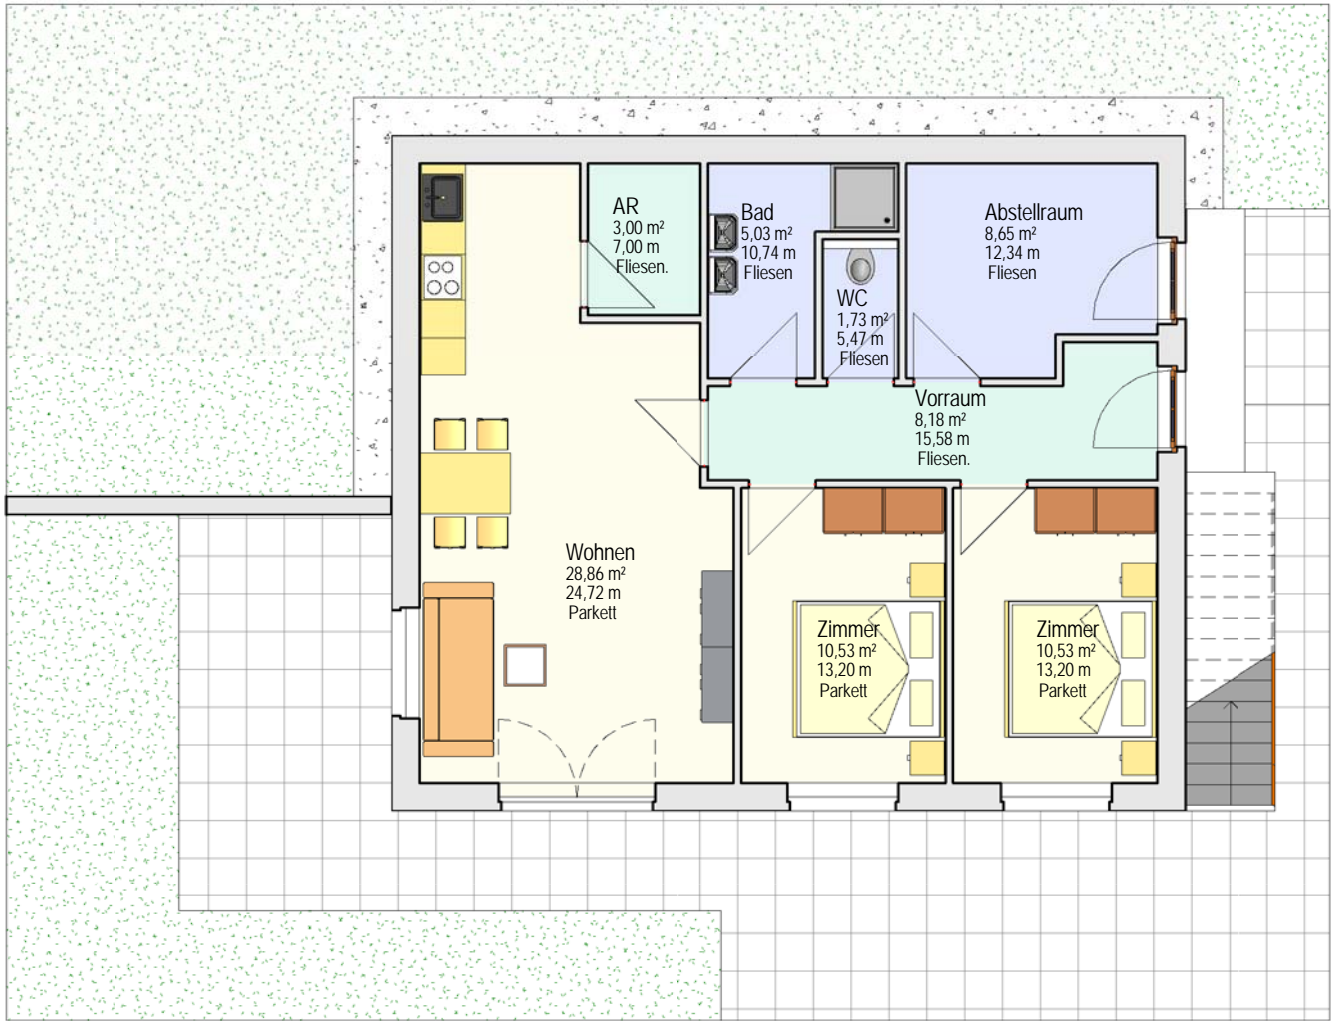 AR
3,00 m²
7,00 m
Fliesen.
Bad
5,03 m²
10,74 m
Fliesen
Abstellraum
8,65 m²
12,34 m
Fliesen
WC
1,73 m²
5,47 m
Fliesen
Vorraum
8,18 m²
15,58 m
Fliesen.
Wohnen
28,86 m²
24,72 m
Parkett
Zimmer
10,53 m²
13,20 m
Parkett
Zimmer
10,53 m²
13,20 m
Parkett